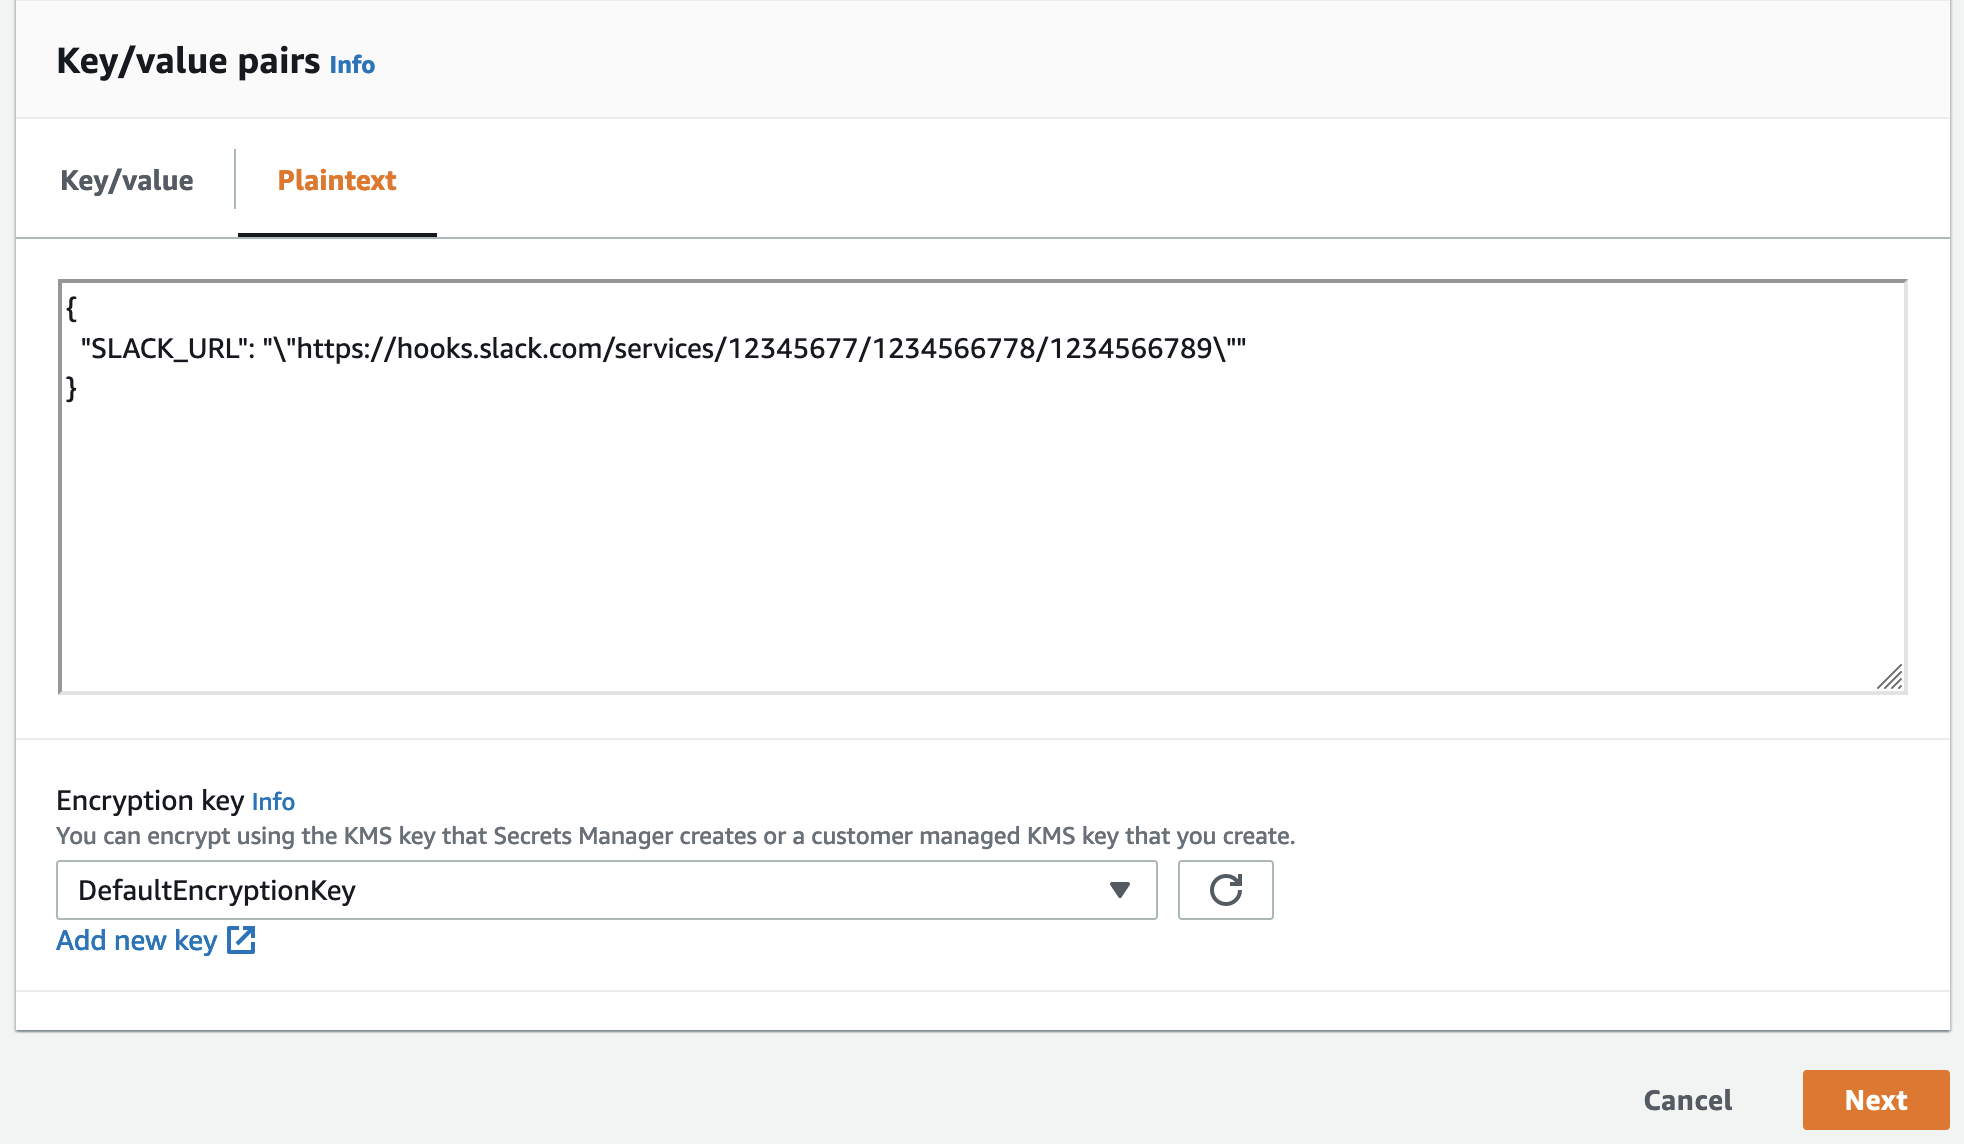 Key/value pairs Info
Key/value Plaintext
{
"SLACK_URL": "\"https://hooks.slack.com/services/12345677/1234566778/1234566789\""
}
Encryption key Info
You can encrypt using the KMS key that Secrets Manager creates or a customer managed KMS key that you create.
DefaultEncryptionKey
Add new key
Cancel Next